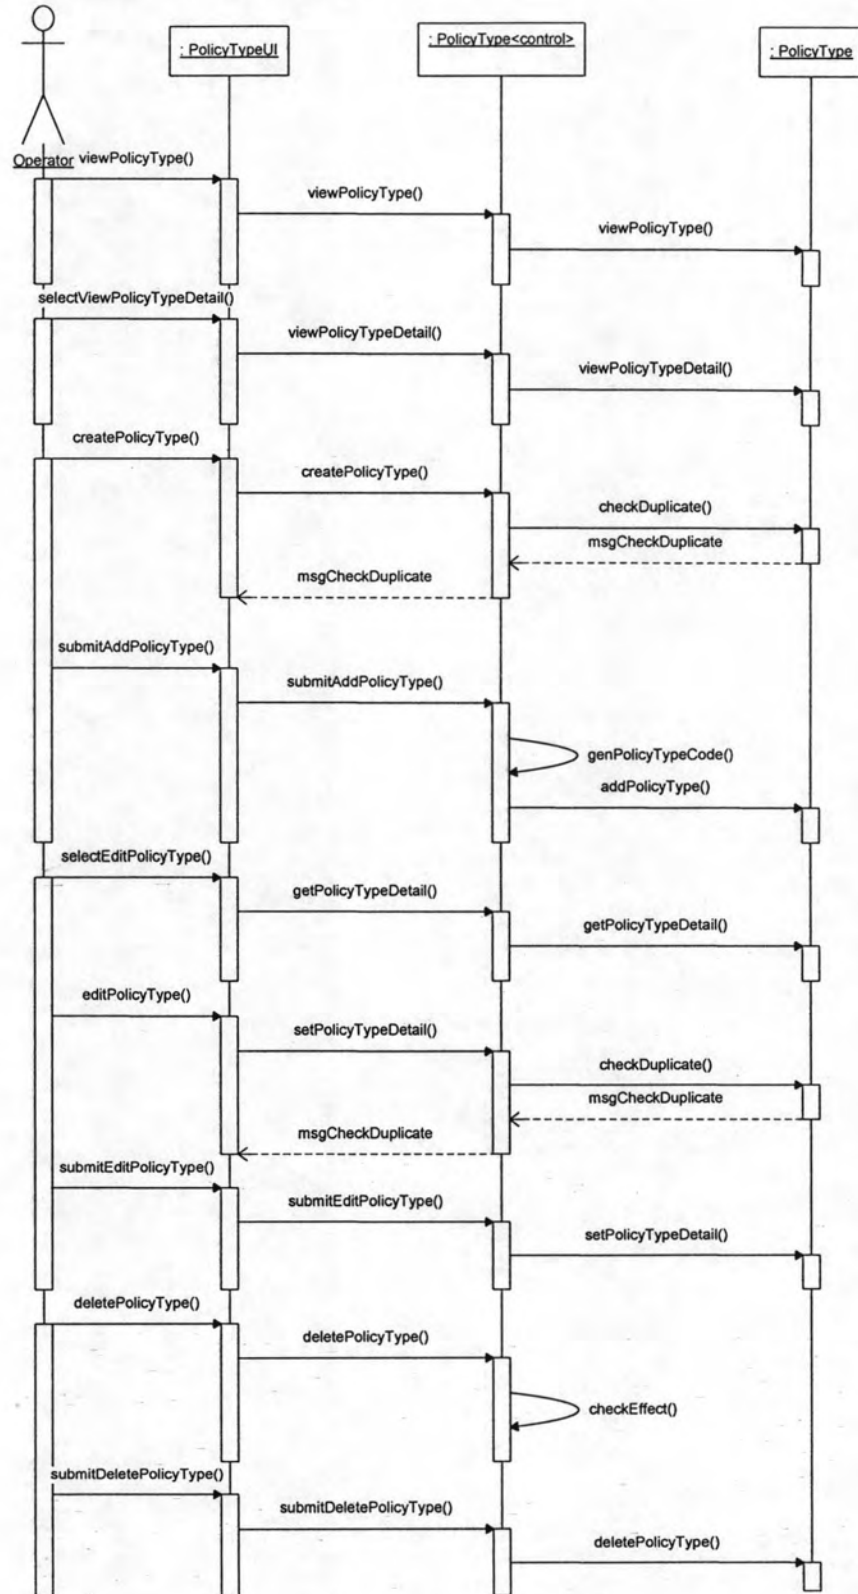 : PolicyTypeUI
: PolicyType<control>
: PolicyType
Operator
viewPolicyType()
viewPolicyType()
viewPolicyType()
selectViewPolicyTypeDetail()
viewPolicyTypeDetail()
viewPolicyTypeDetail()
createPolicyType()
createPolicyType()
checkDuplicate()
msgCheckDuplicate
msgCheckDuplicate
submitAddPolicyType()
submitAddPolicyType()
genPolicyTypeCode()
addPolicyType()
selectEditPolicyType()
getPolicyTypeDetail()
getPolicyTypeDetail()
editPolicyType()
setPolicyTypeDetail()
checkDuplicate()
msgCheckDuplicate
msgCheckDuplicate
submitEditPolicyType()
submitEditPolicyType()
setPolicyTypeDetail()
deletePolicyType()
deletePolicyType()
checkEffect()
submitDeletePolicyType()
submitDeletePolicyType()
deletePolicyType()